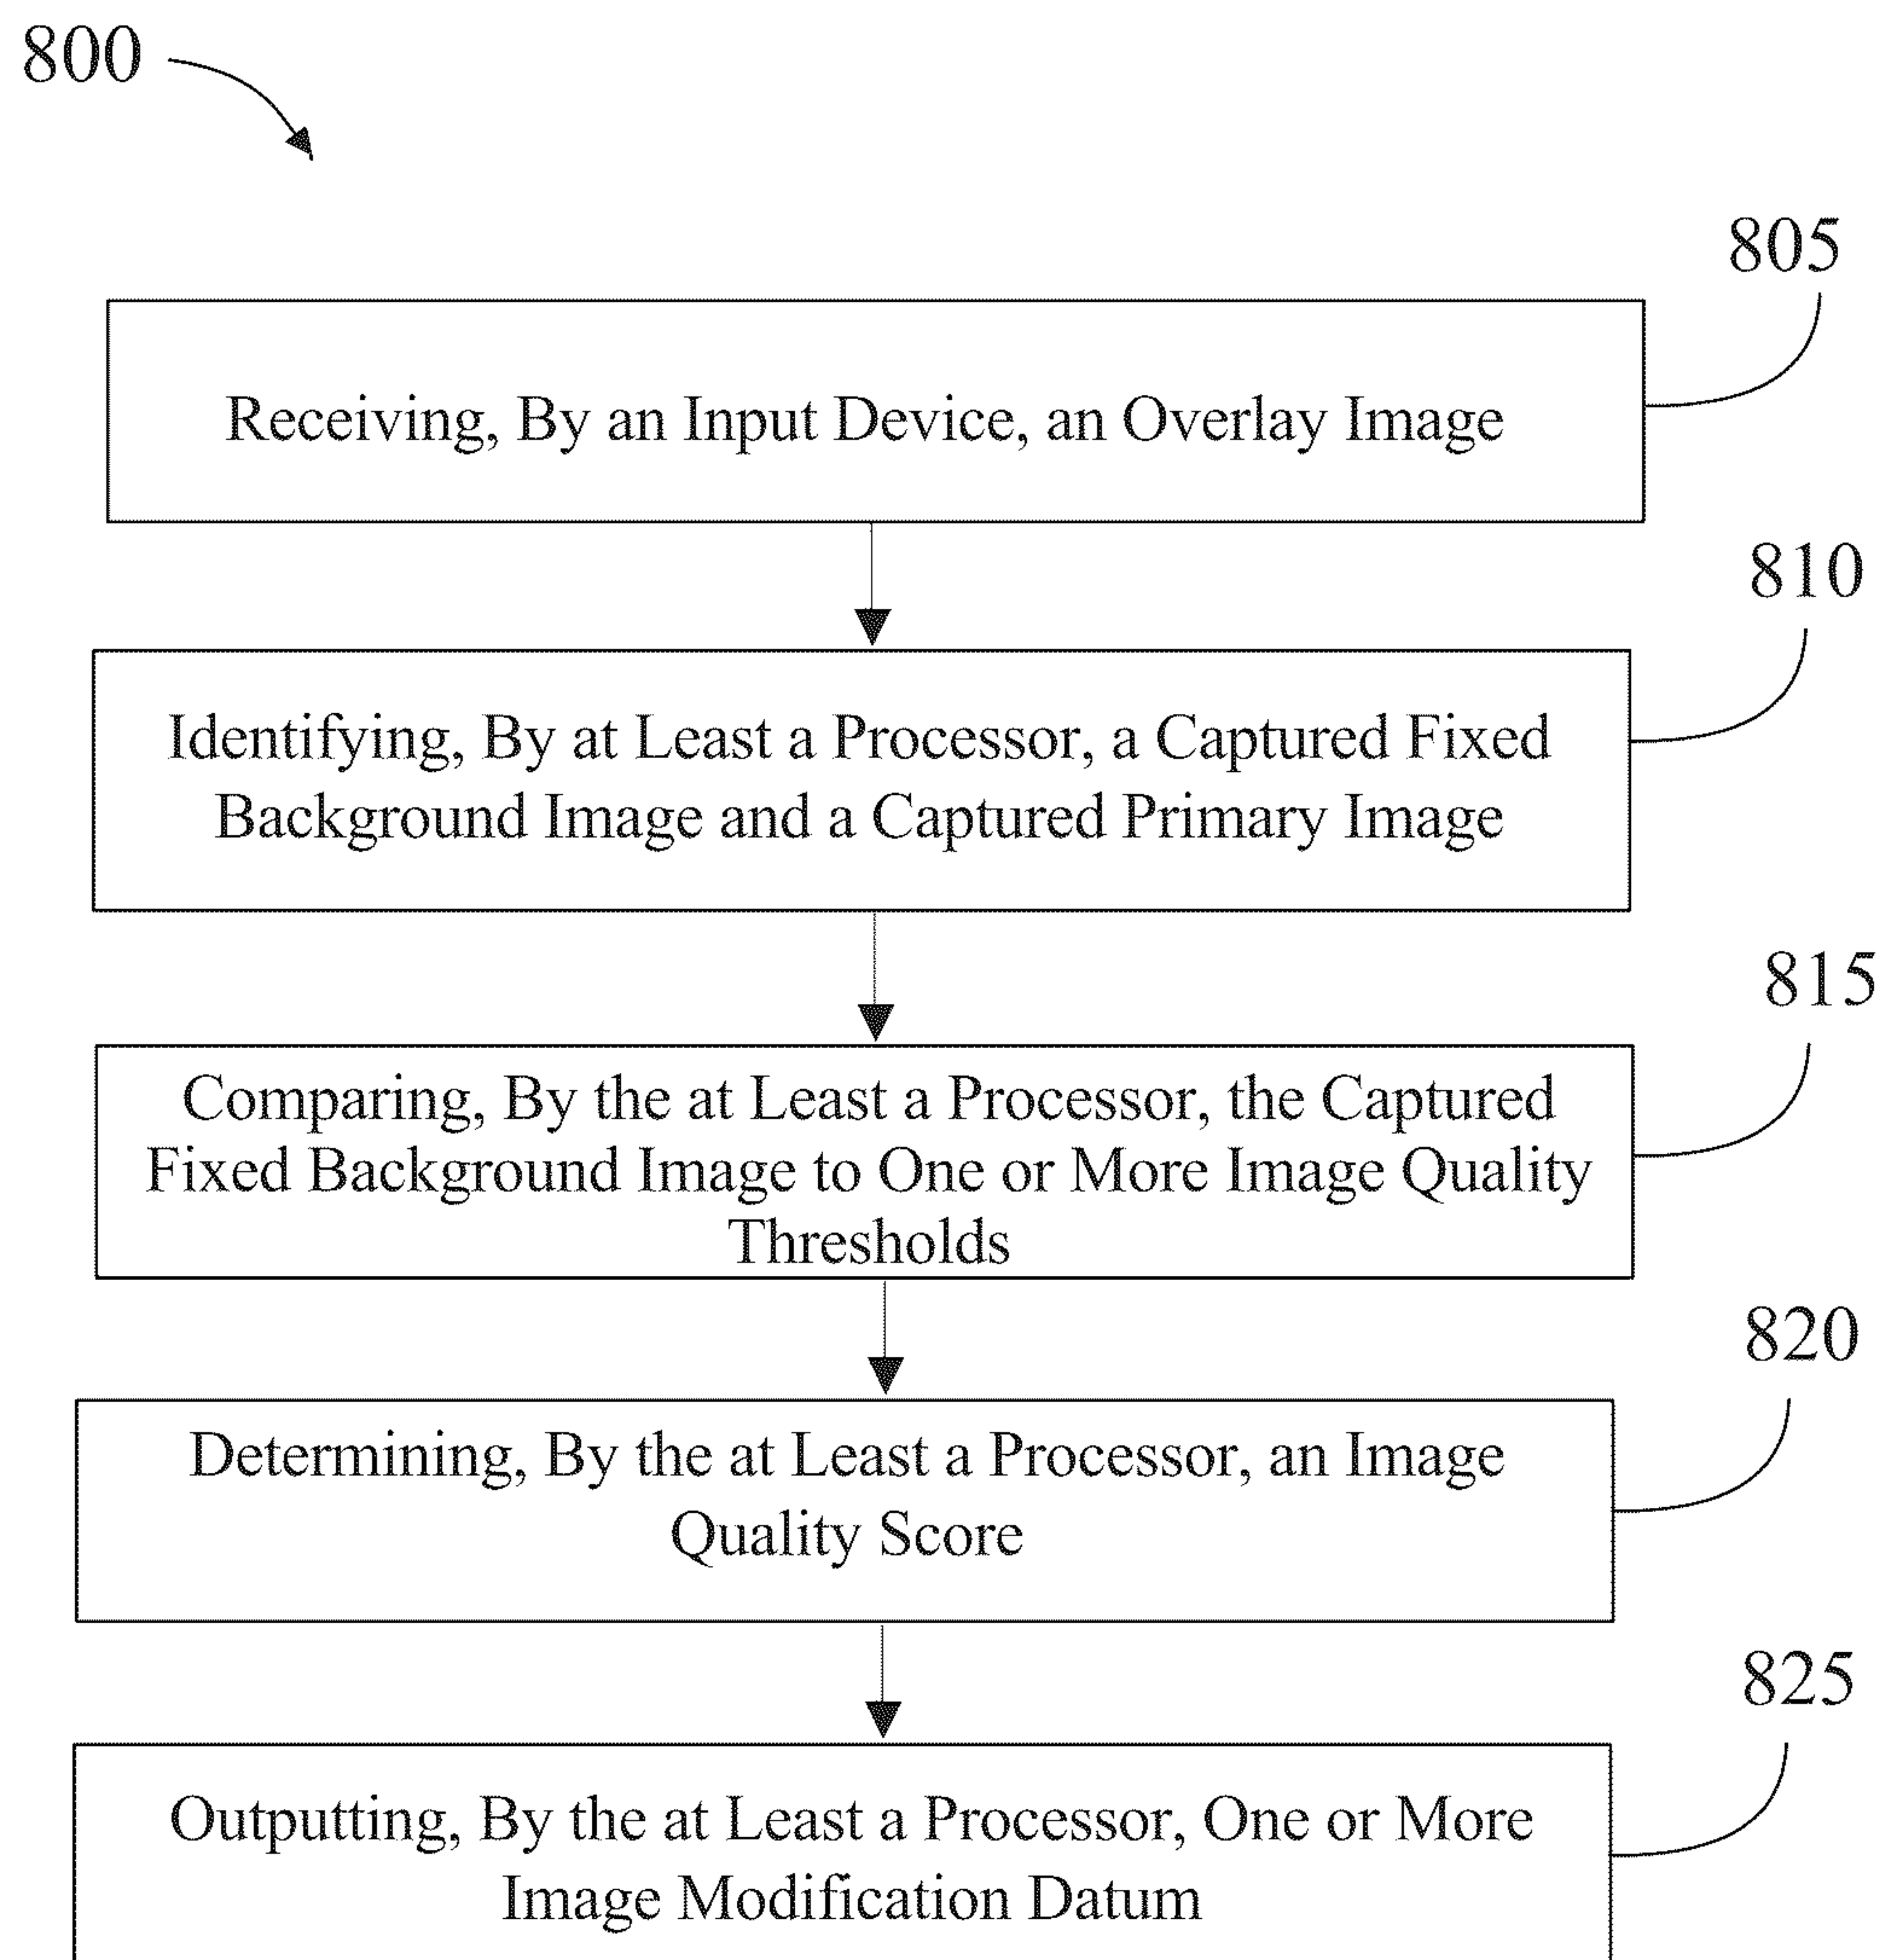 800
805
Receiving, By an Input Device, an Overlay Image
810
Identifying, By at Least a Processor, a Captured Fixed
Background Image and a Captured Primary Image
815
Comparing, By the at Least a Processor, the Captured
Fixed Background Image to One or More Image Quality
Thresholds
820
Determining, By the at Least a Processor, an Image
Quality Score
825
Outputting, By the at Least a Processor, One or More
Image Modification Datum